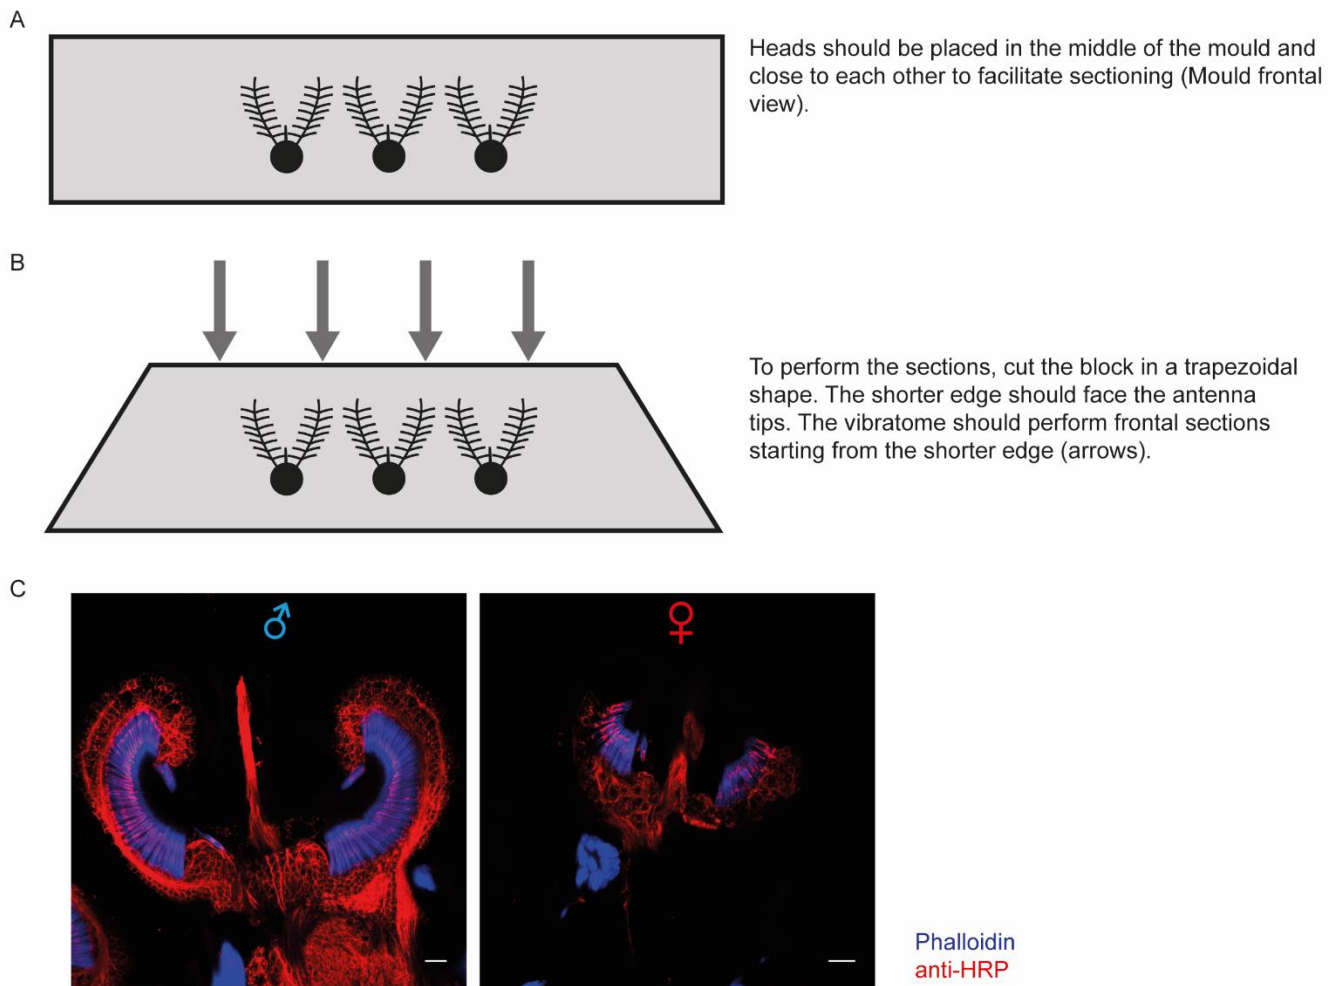 A
Heads should be placed in the middle of the mould and
close to each other to facilitate sectioning (Mould frontal
view).
B
To perform the sections, cut the block in a trapezoidal
shape. The shorter edge should face the antenna
tips. The vibratome should perform frontal sections
starting from the shorter edge (arrows).
C
♂
♀
Phalloidin
anti-HRP